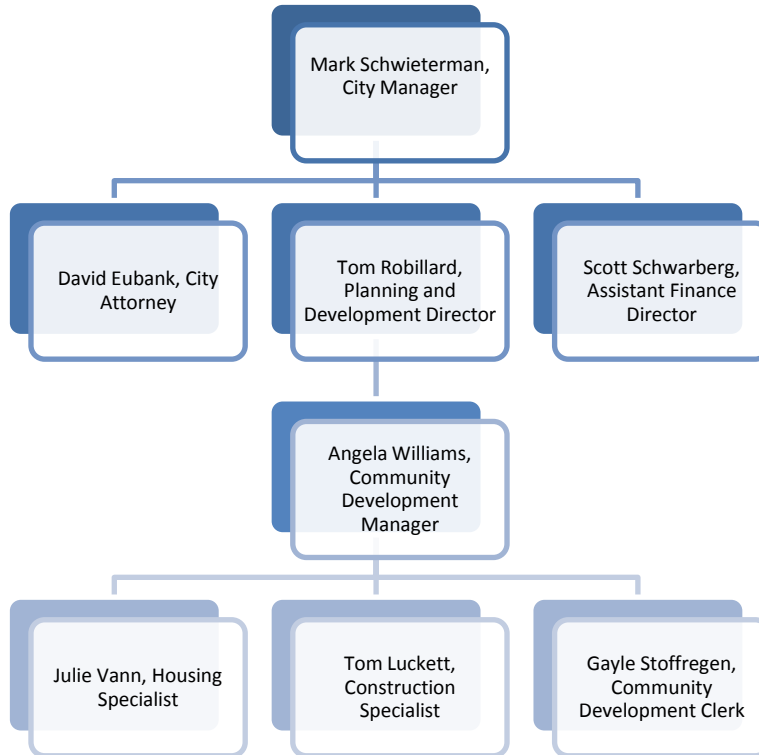 Mark Schwieterman,
City Manager
David Eubank, City
Attorney
Tom Robillard,
Planning and
Development Director
Scott Schwarberg,
Assistant Finance
Director
Angela Williams,
Community
Development
Manager
Julie Vann, Housing
Specialist
Tom Luckett,
Construction
Specialist
Gayle Stoffregen,
Community
Development Clerk